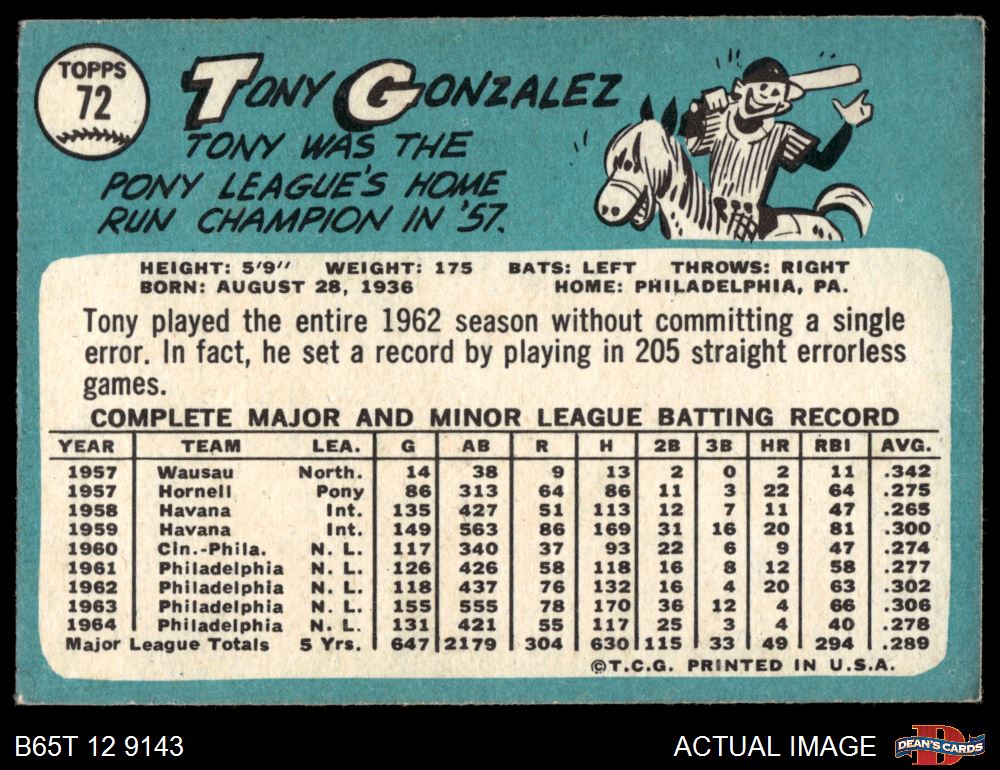 TOPPS
72
TONY GONZALEZ
TONY WAS THE
PONY LEAGUE'S HOME
RUN CHAMPION IN '57.
HEIGHT: 5'9" WEIGHT: 175 BATS: LEFT THROWS: RIGHT
BORN: AUGUST 28, 1936 HOME: PHILADELPHIA, PA.
Tony played the entire 1962 season without committing a single
error. In fact, he set a record by playing in 205 straight errorless
games.
COMPLETE MAJOR AND MINOR LEAGUE BATTING RECORD
YEAR TEAM LEA. G AB R H 2B 3B HR RBI AVG.
1957 Wausau North. 14 38 9 13 2 0 2 11 .342
1957 Hornell Pony 86 313 64 86 11 3 22 64 .275
1958 Havana Int. 135 427 51 113 12 7 11 47 .265
1959 Havana Int. 149 563 86 169 31 16 20 81 .300
1960 Cin.-Phila. N. L. 117 340 37 93 22 6 9 47 .274
1961 Philadelphia N. L. 126 426 58 118 16 8 12 58 .277
1962 Philadelphia N. L. 118 437 76 132 16 4 20 63 .302
1963 Philadelphia N. L. 155 555 78 170 36 12 4 66 .306
1964 Philadelphia N. L. 131 421 55 117 25 3 4 40 .278
Major League Totals 5 Yrs. 647 2179 304 630 115 33 49 294 .289
©T.C.G. PRINTED IN U.S.A.
B65T 12 9143 ACTUAL IMAGE DEAN'S CARDS